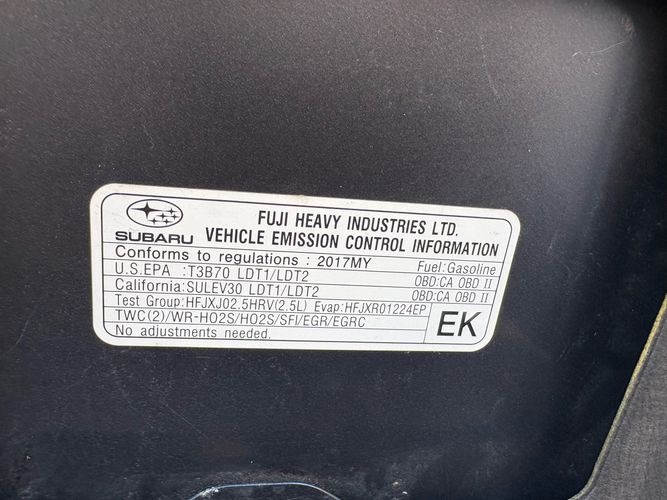 SUBARU
FUJI HEAVY INDUSTRIES LTD.
VEHICLE EMISSION CONTROL INFORMATION
Conforms to regulations : 2017MY Fuel:Gasoline
U.S.EPA :T3B70 LDT1/LDT2 OBD:CA OBD II
California:SULEV30 LDT1/LDT2 OBD:CA OBD II
Test Group:HFJXJ02.5HRV(2.5L) Evap:HFJXR01224EP
TWC(2)/WR-HO2S/HO2S/SFI/EGR/EGRC
No adjustments needed.
EK